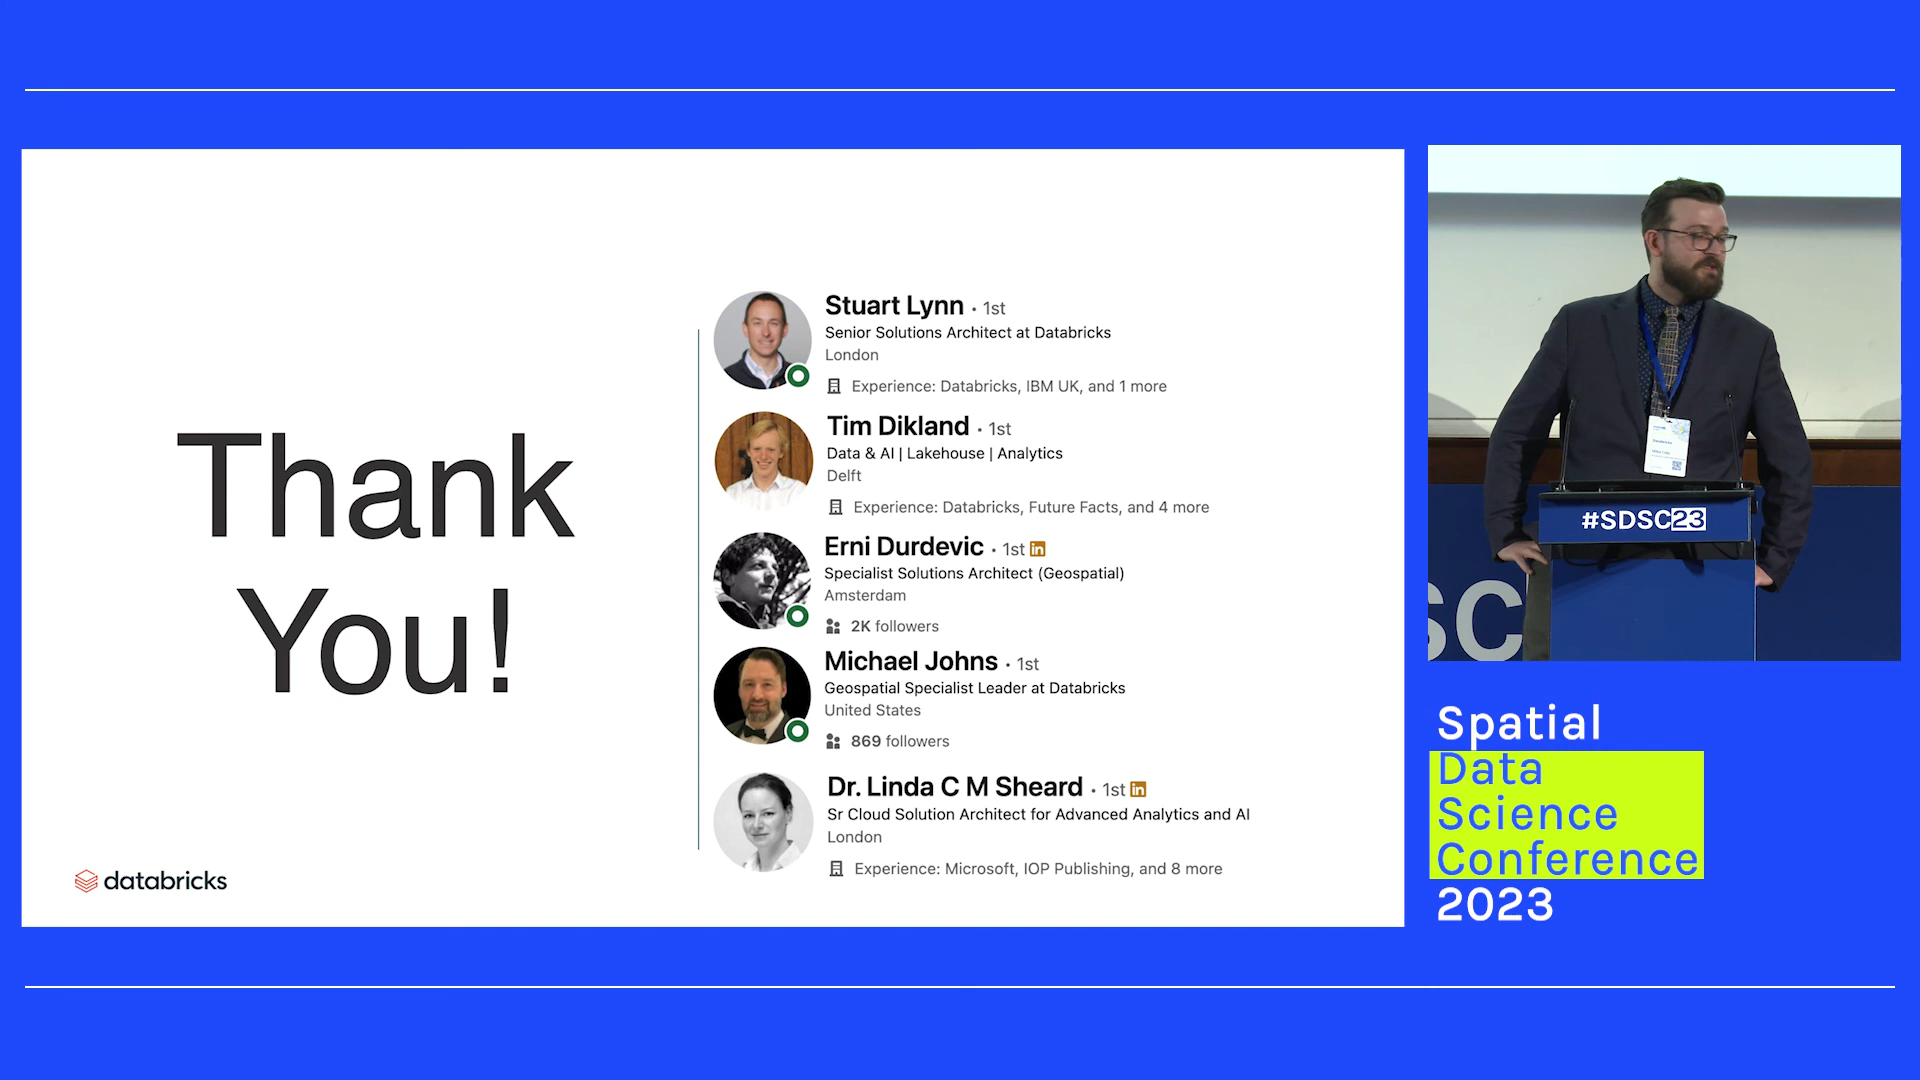 Thank
You!
Stuart Lynn · 1st
Senior Solutions Architect at Databricks
London
Experience: Databricks, IBM UK, and 1 more
Tim Dikland · 1st
Data & AI | Lakehouse | Analytics
Delft
Experience: Databricks, Future Facts, and 4 more
Erni Durdevic · 1st in
Specialist Solutions Architect (Geospatial)
Amsterdam
2K followers
Michael Johns · 1st
Geospatial Specialist Leader at Databricks
United States
869 followers
Dr. Linda C M Sheard · 1st in
Sr Cloud Solution Architect for Advanced Analytics and AI
London
Experience: Microsoft, IOP Publishing, and 8 more
databricks
#SDSC23
SC
Spatial
Data
Science
Conference
2023